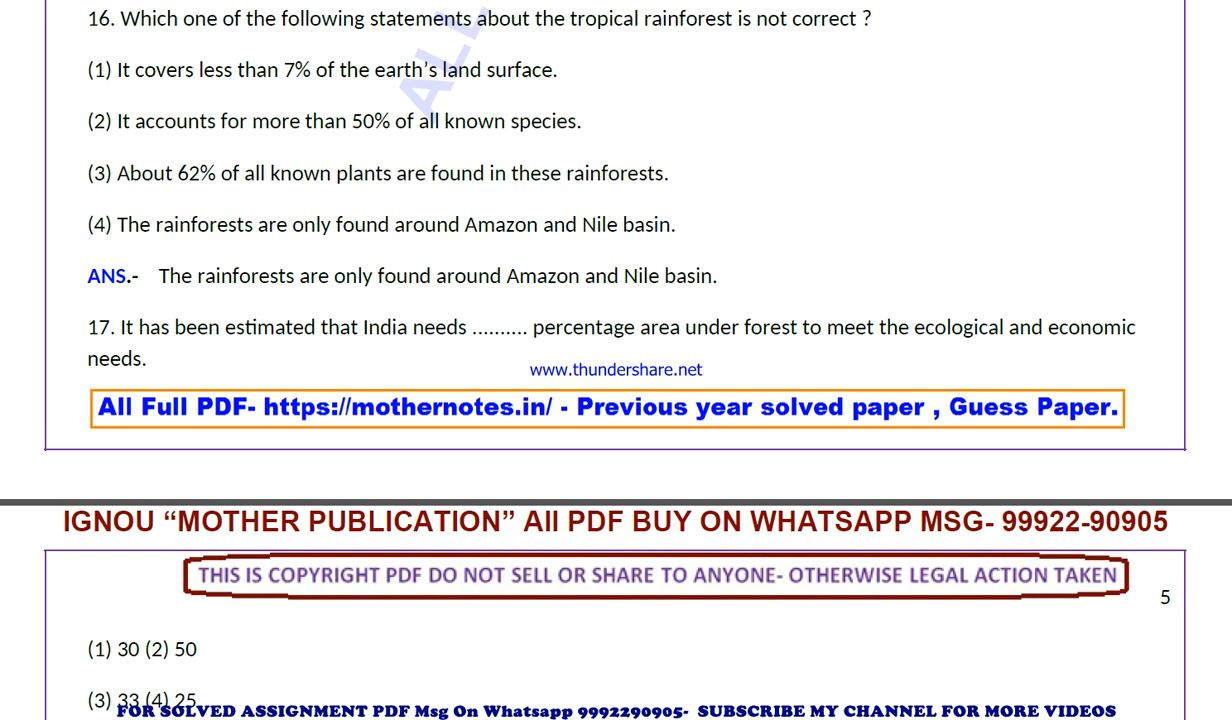 16. Which one of the following statements about the tropical rainforest is not correct ?
(1) It covers less than 7% of the earth's land surface.
(2) It accounts for more than 50% of all known species.
(3) About 62% of all known plants are found in these rainforests.
(4) The rainforests are only found around Amazon and Nile basin.
ANS.- The rainforests are only found around Amazon and Nile basin.
17. It has been estimated that India needs .......... percentage area under forest to meet the ecological and economic
needs.
www.thundershare.net
All Full PDF- https://mothernotes.in/ - Previous year solved paper , Guess Paper.
IGNOU “MOTHER PUBLICATION” All PDF BUY ON WHATSAPP MSG- 99922-90905
THIS IS COPYRIGHT PDF DO NOT SELL OR SHARE TO ANYONE- OTHERWISE LEGAL ACTION TAKEN
5
(1) 30 (2) 50
(3) 33 (4) 25
FOR SOLVED ASSIGNMENT PDF Msg On Whatsapp 9992290905- SUBSCRIBE MY CHANNEL FOR MORE VIDEOS
ALL